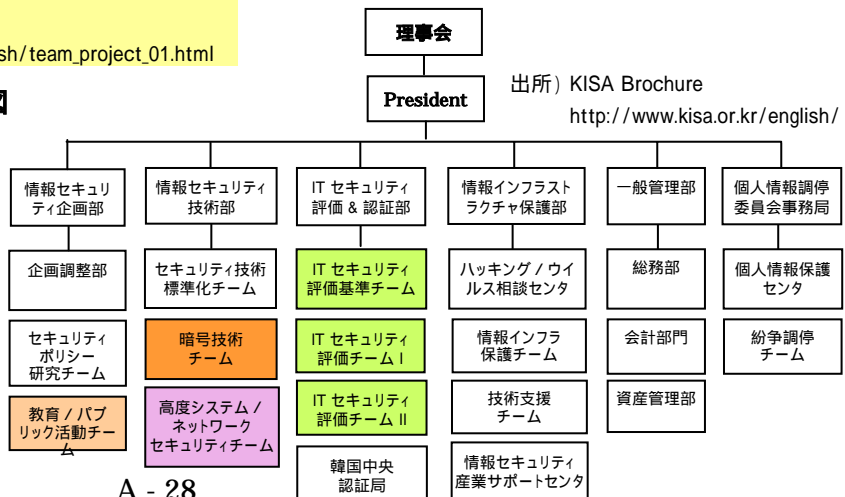 sh/team_project_01.html
図
理事会
President
出所）KISA Brochure
http://www.kisa.or.kr/english/
情報セキュリ
ティ企画部
情報セキュリティ
技術部
IT セキュリティ
評価 & 認証部
情報インフラスト
ラクチャ保護部
一般管理部
個人情報調停
委員会事務局
企画調整部
セキュリティ技術
標準化チーム
IT セキュリティ
評価基準チーム
ハッキング / ウイ
ルス相談センタ
総務部
個人情報保護
センタ
セキュリティ
ポリシー
研究チーム
暗号技術
チーム
IT セキュリティ
評価チーム I
情報インフラ
保護チーム
会計部門
紛争調停
チーム
教育 / パブ
リック活動チー
ム
高度システム /
ネットワーク
セキュリティチーム
IT セキュリティ
評価チーム II
技術支援
チーム
資産管理部
韓国中央
認証局
情報セキュリティ
産業サポートセンタ
A - 28